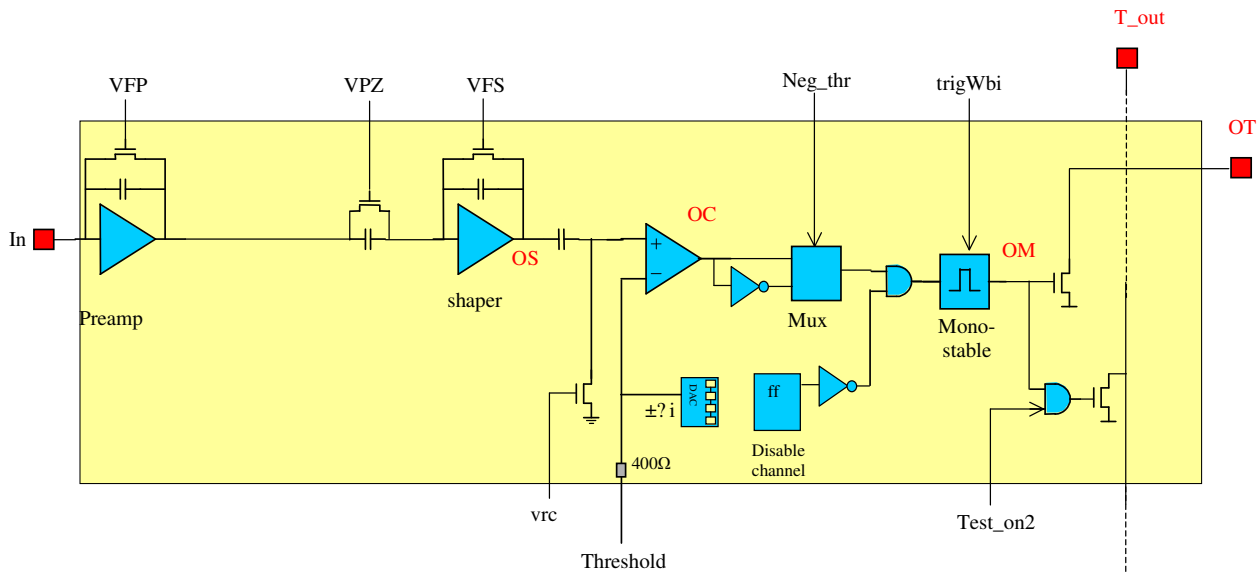 T_out
VFP
VPZ
VFS
Neg_thr
trigWbi
OT
In
OC
+
−
OS
OM
Preamp
shaper
Mux
Mono-
stable
DAC
±? i
ff
Disable
channel
400Ω
vrc
Threshold
Test_on2